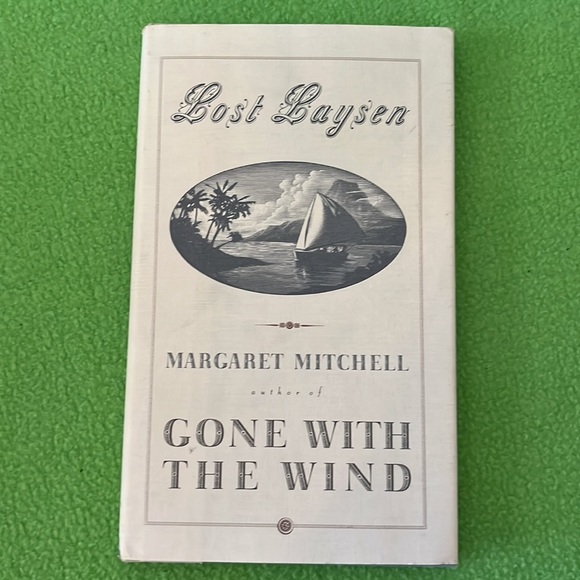 Lost Laysen
MARGARET MITCHELL
author of
GONE WITH
THE WIND